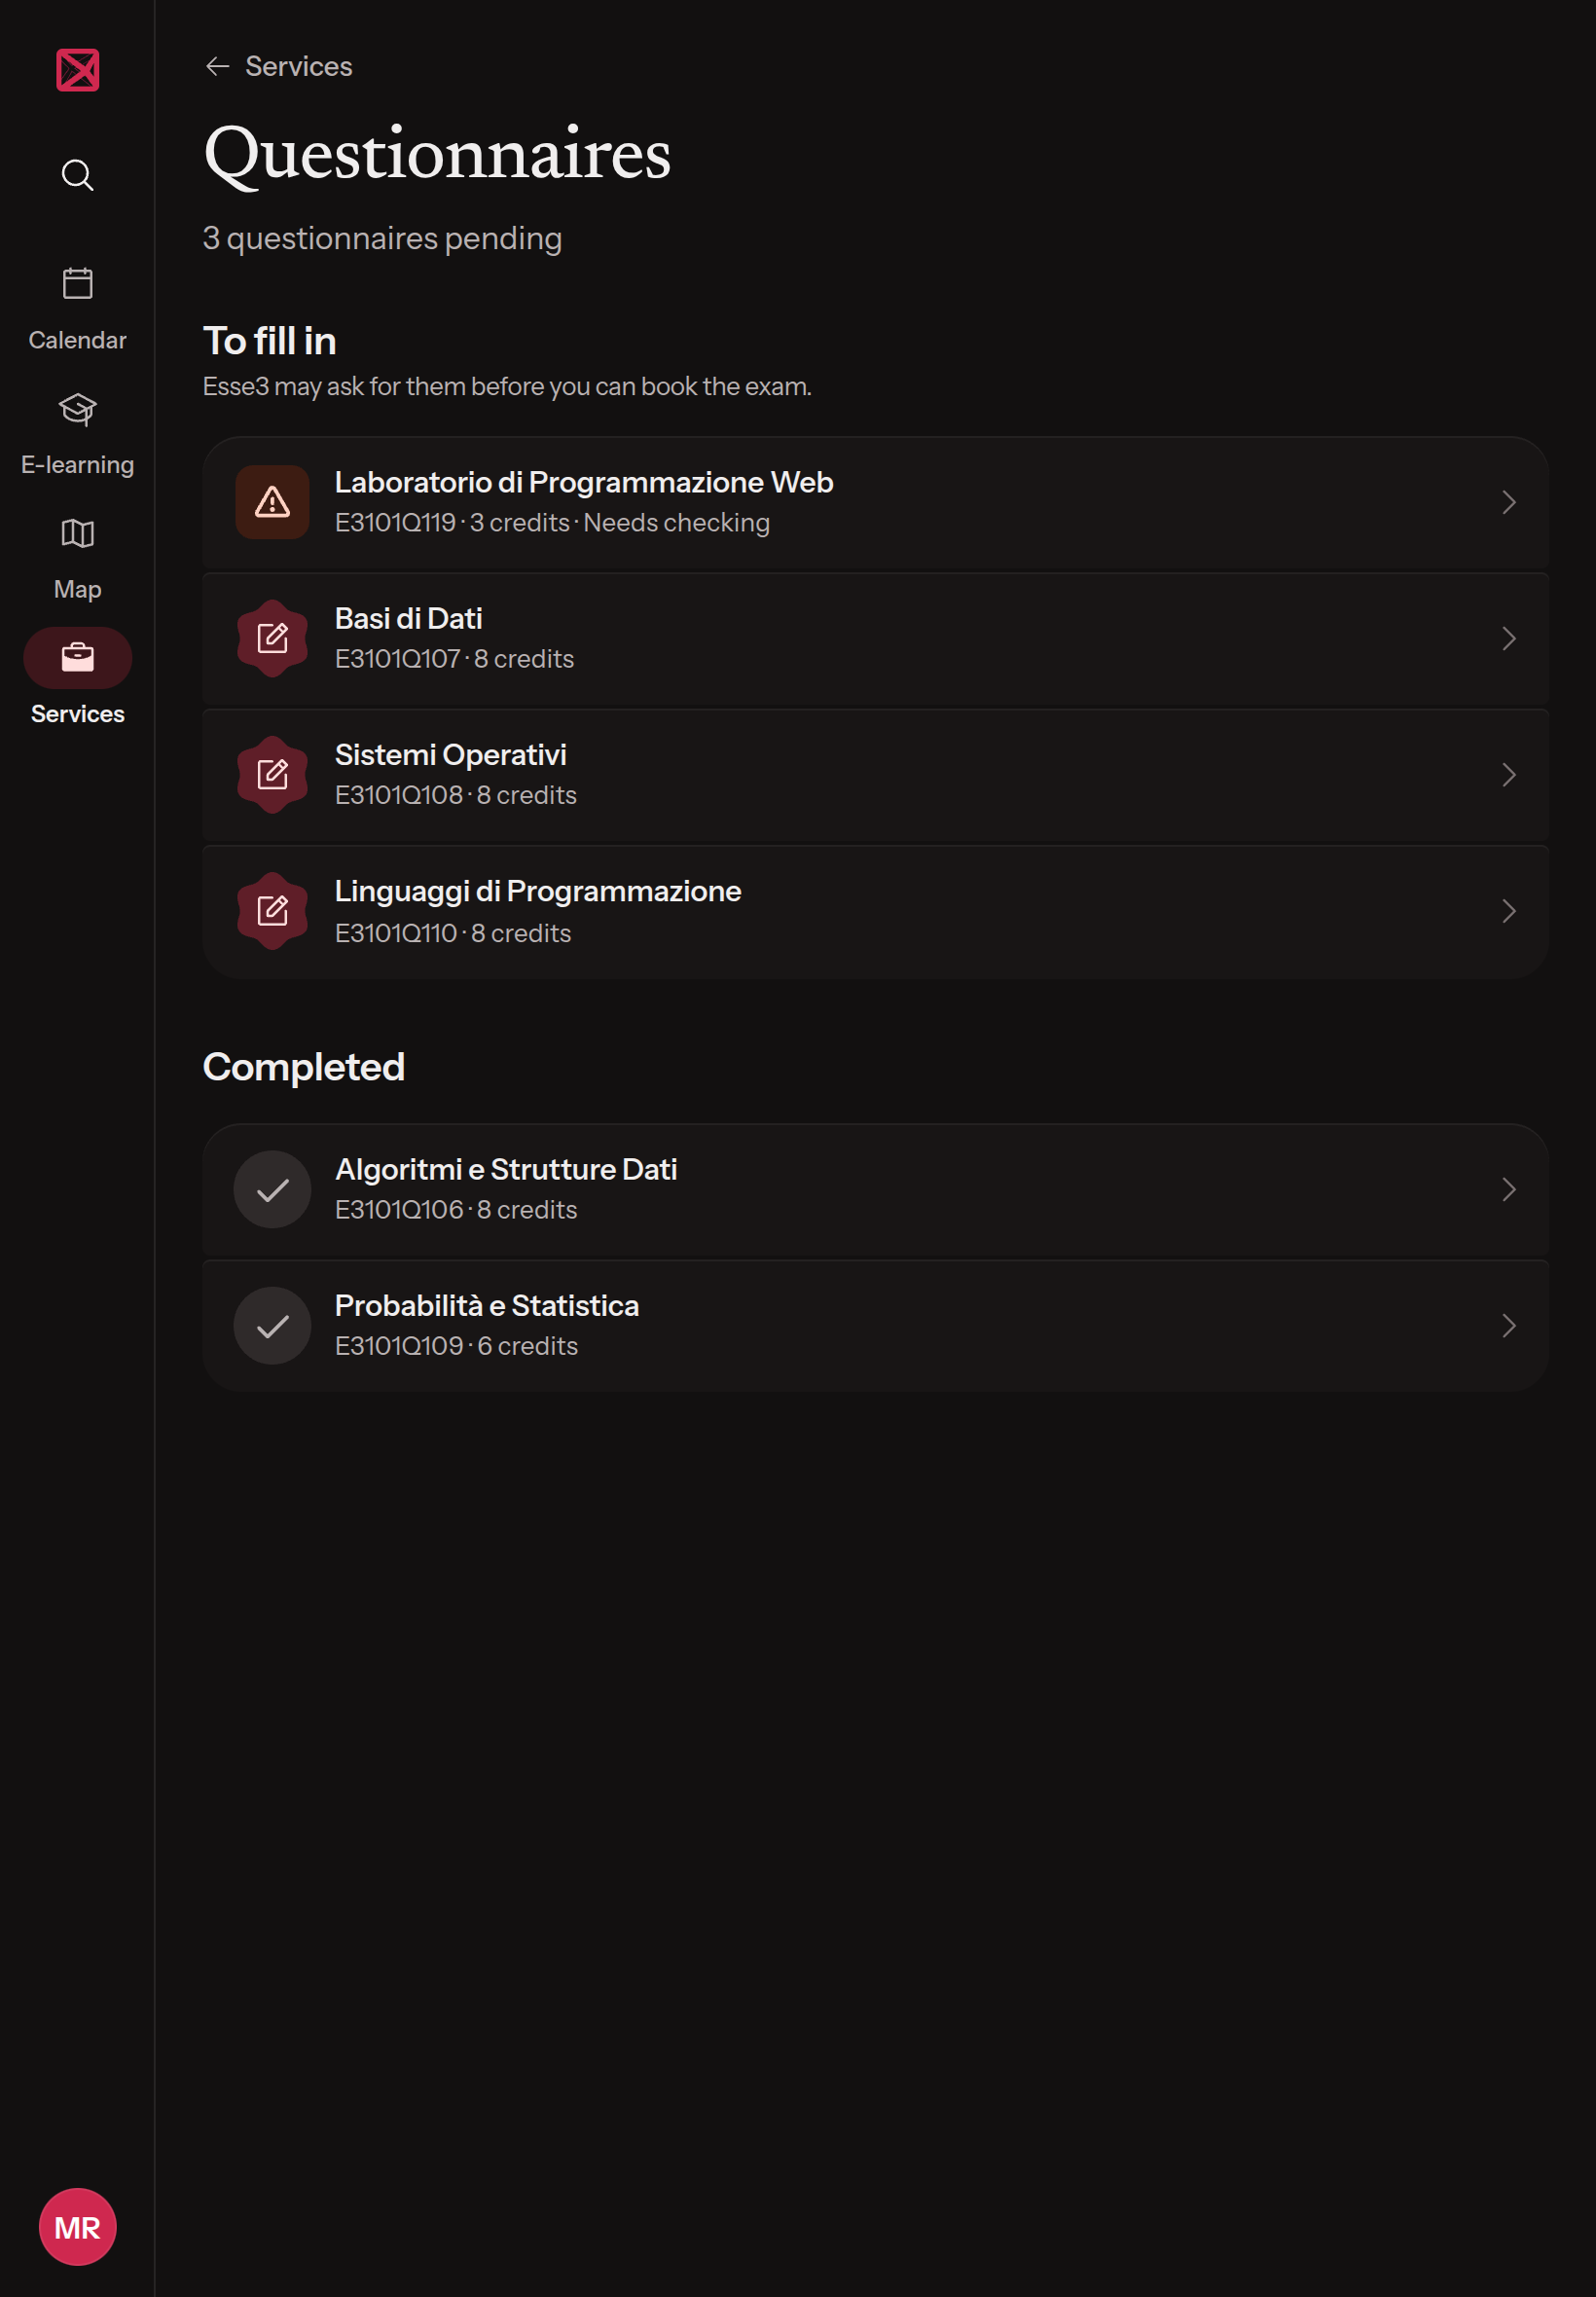 Services
Questionnaires
3 questionnaires pending
Calendar
E-learning
Map
Services
To fill in
Esse3 may ask for them before you can book the exam.
Laboratorio di Programmazione Web
E3101Q119 · 3 credits · Needs checking
Basi di Dati
E3101Q107 · 8 credits
Sistemi Operativi
E3101Q108 · 8 credits
Linguaggi di Programmazione
E3101Q110 · 8 credits
Completed
Algoritmi e Strutture Dati
E3101Q106 · 8 credits
Probabilità e Statistica
E3101Q109 · 6 credits
MR